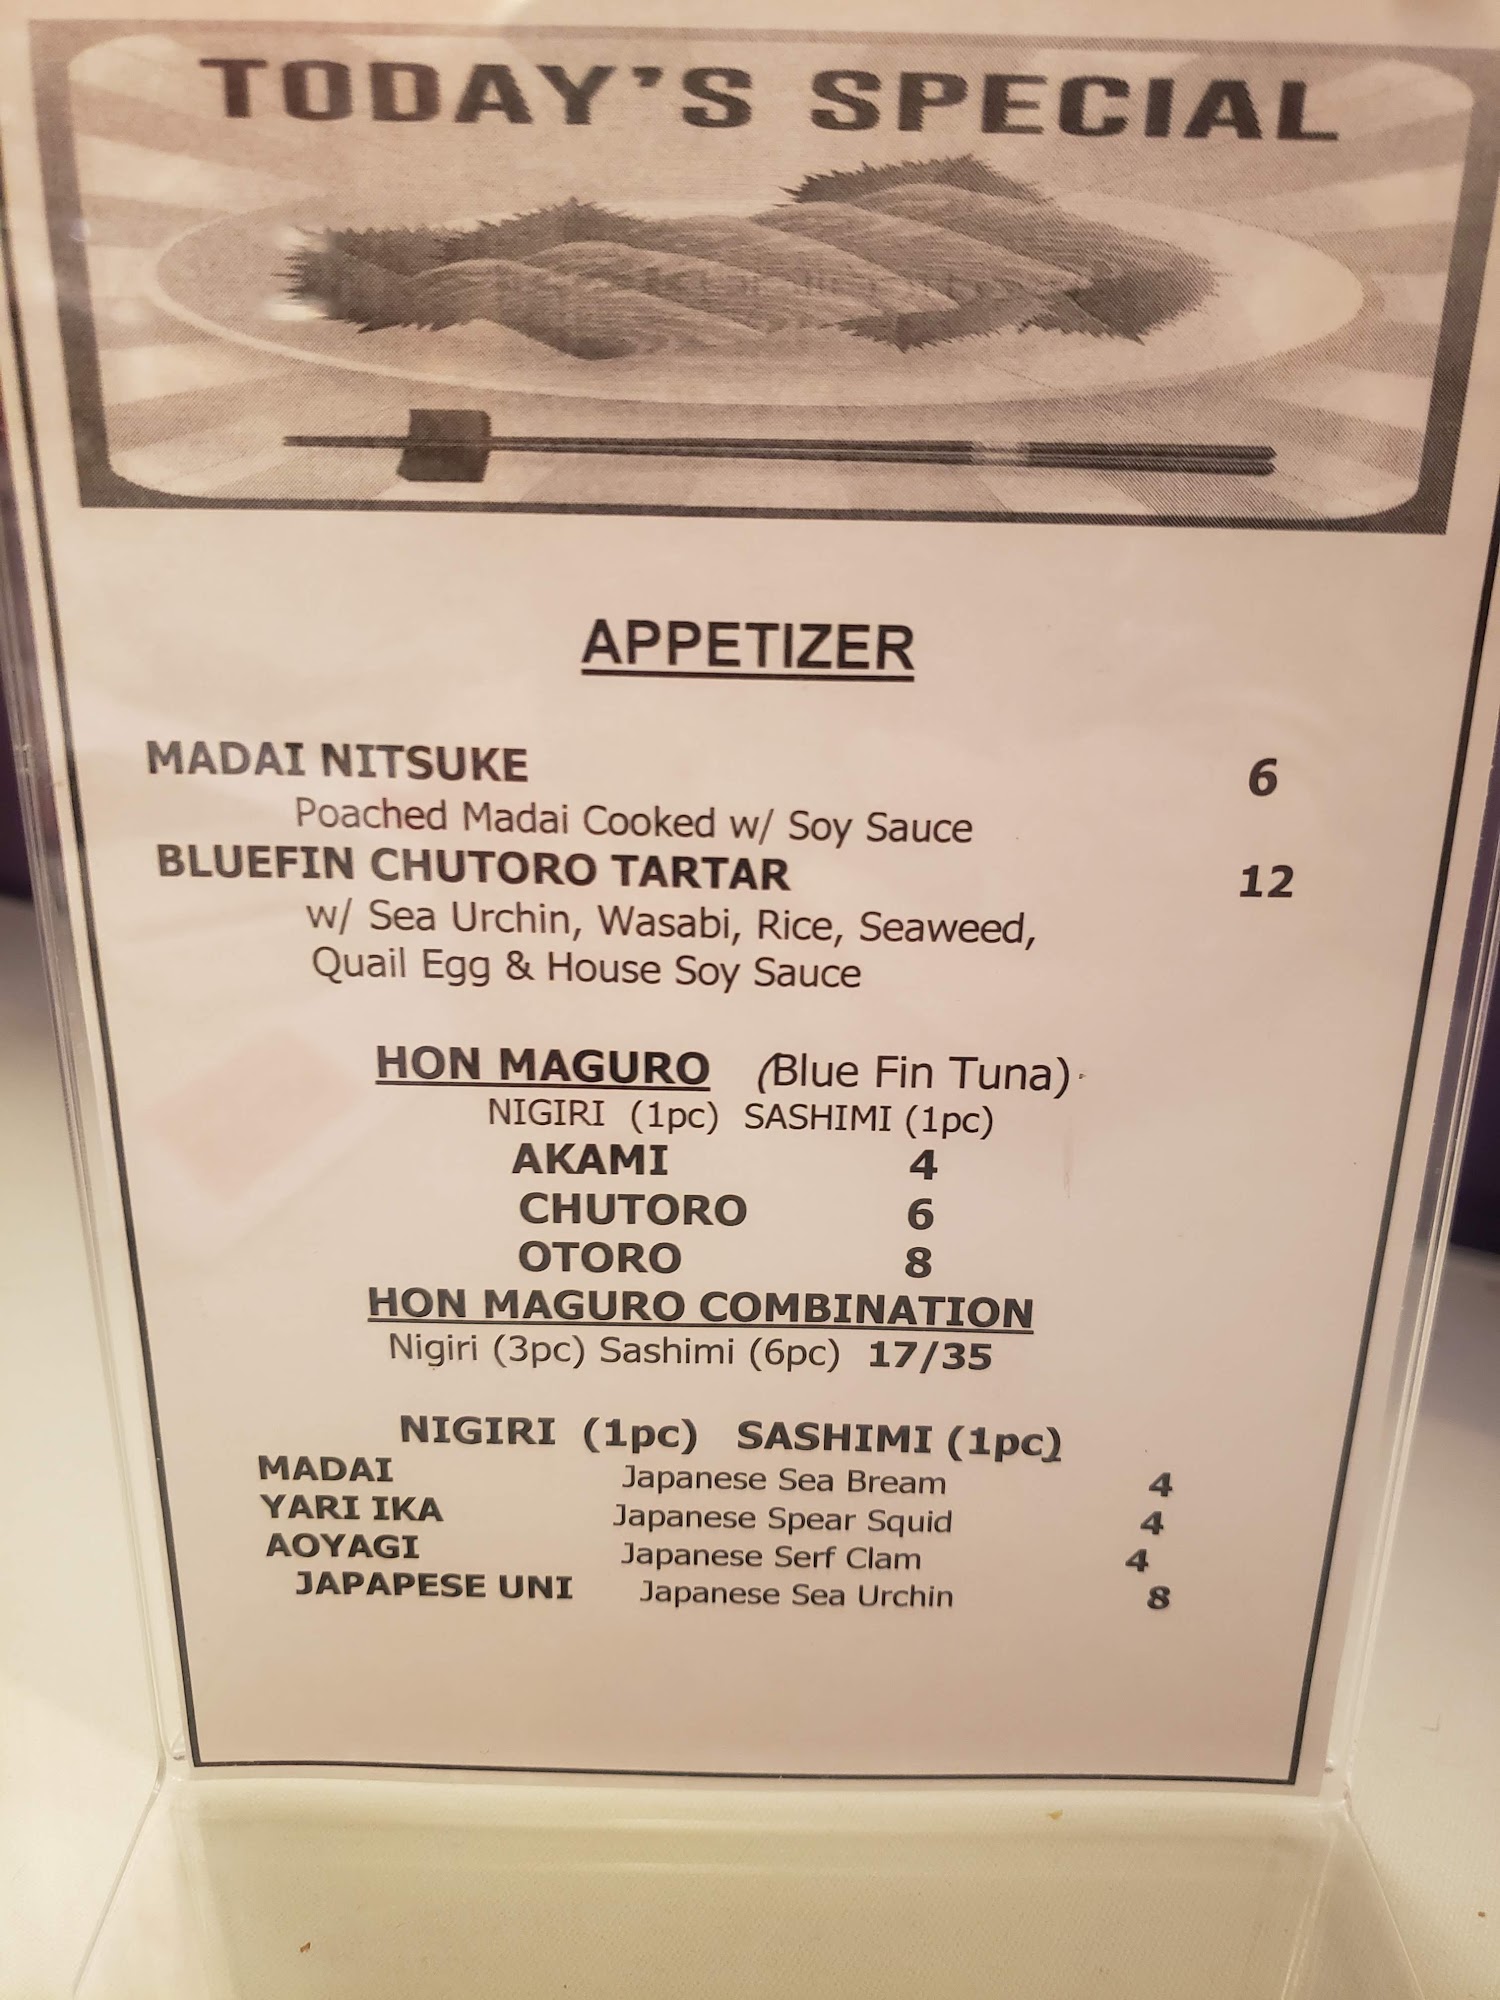 TODAY'S SPECIAL
APPETIZER
MADAI NITSUKE 6
Poached Madai Cooked w/ Soy Sauce
BLUEFIN CHUTORO TARTAR 12
w/ Sea Urchin, Wasabi, Rice, Seaweed,
Quail Egg & House Soy Sauce
HON MAGURO (Blue Fin Tuna)
NIGIRI (1pc) SASHIMI (1pc)
AKAMI 4
CHUTORO 6
OTORO 8
HON MAGURO COMBINATION
Nigiri (3pc) Sashimi (6pc) 17/35
NIGIRI (1pc) SASHIMI (1pc)
MADAI Japanese Sea Bream 4
YARI IKA Japanese Spear Squid 4
AOYAGI Japanese Serf Clam 4
JAPAPESE UNI Japanese Sea Urchin 8